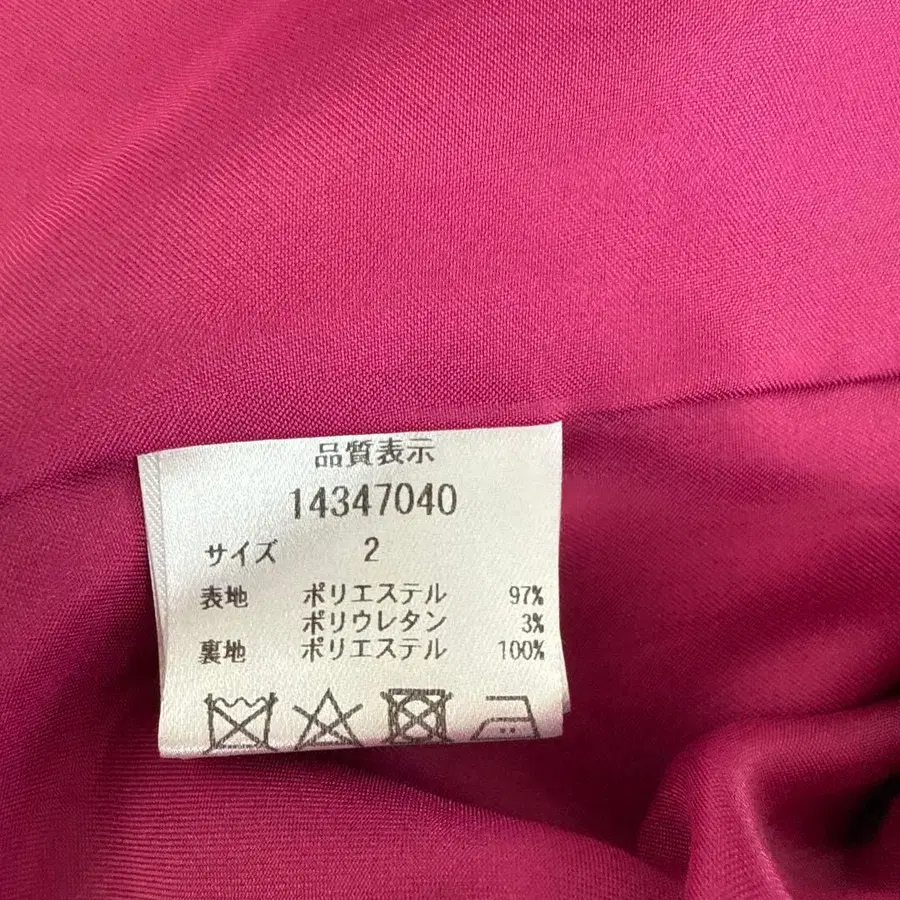 品質表示
14347040
サイズ 2
表地 ポリエステル 97%
ポリウレタン 3%
裏地 ポリエステル 100%